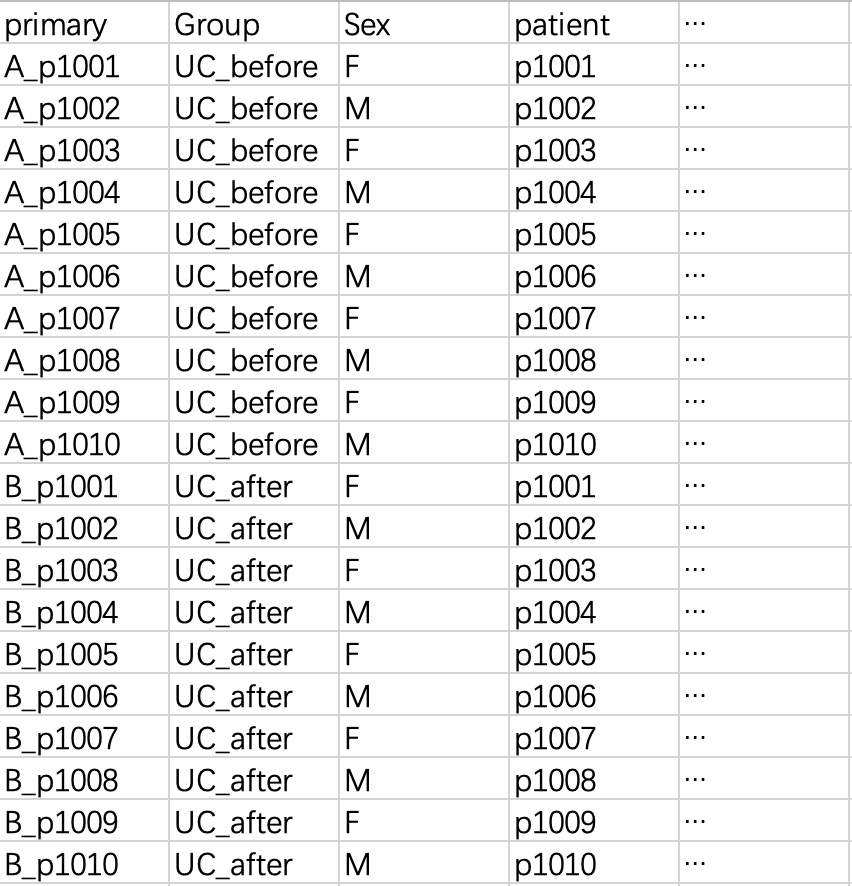 primary Group Sex patient ···
A_p1001 UC_before F p1001 ···
A_p1002 UC_before M p1002 ···
A_p1003 UC_before F p1003 ···
A_p1004 UC_before M p1004 ···
A_p1005 UC_before F p1005 ···
A_p1006 UC_before M p1006 ···
A_p1007 UC_before F p1007 ···
A_p1008 UC_before M p1008 ···
A_p1009 UC_before F p1009 ···
A_p1010 UC_before M p1010 ···
B_p1001 UC_after F p1001 ···
B_p1002 UC_after M p1002 ···
B_p1003 UC_after F p1003 ···
B_p1004 UC_after M p1004 ···
B_p1005 UC_after F p1005 ···
B_p1006 UC_after M p1006 ···
B_p1007 UC_after F p1007 ···
B_p1008 UC_after M p1008 ···
B_p1009 UC_after F p1009 ···
B_p1010 UC_after M p1010 ···